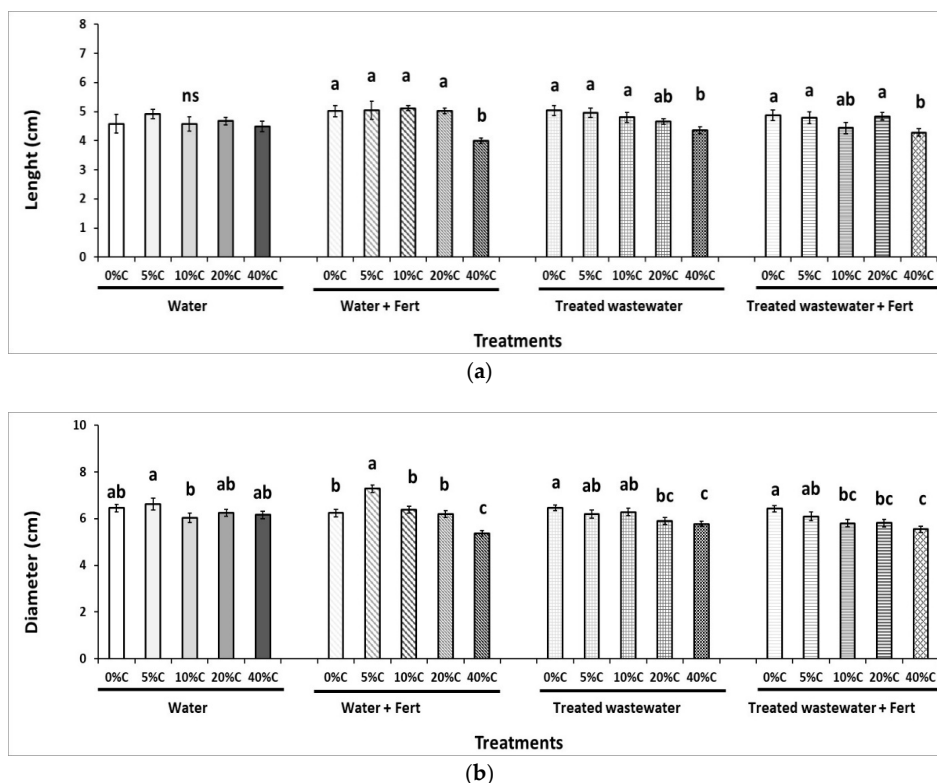 8
7
6
5
4
3
2
1
0
Lenght (cm)
ns
a a a a b
a a a ab b
a a ab a b
0%C 5%C 10%C 20%C 40%C 0%C 5%C 10%C 20%C 40%C 0%C 5%C 10%C 20%C 40%C 0%C 5%C 10%C 20%C 40%C
Water Water + Fert Treated wastewater Treated wastewater + Fert
Treatments
(a)
10
8
6
4
2
0
Diameter (cm)
ab a b ab ab
b a b b c
a ab ab bc c
a ab bc bc c
0%C 5%C 10%C 20%C 40%C 0%C 5%C 10%C 20%C 40%C 0%C 5%C 10%C 20%C 40%C 0%C 5%C 10%C 20%C 40%C
Water Water + Fert Treated wastewater Treated wastewater + Fert
Treatments
(b)